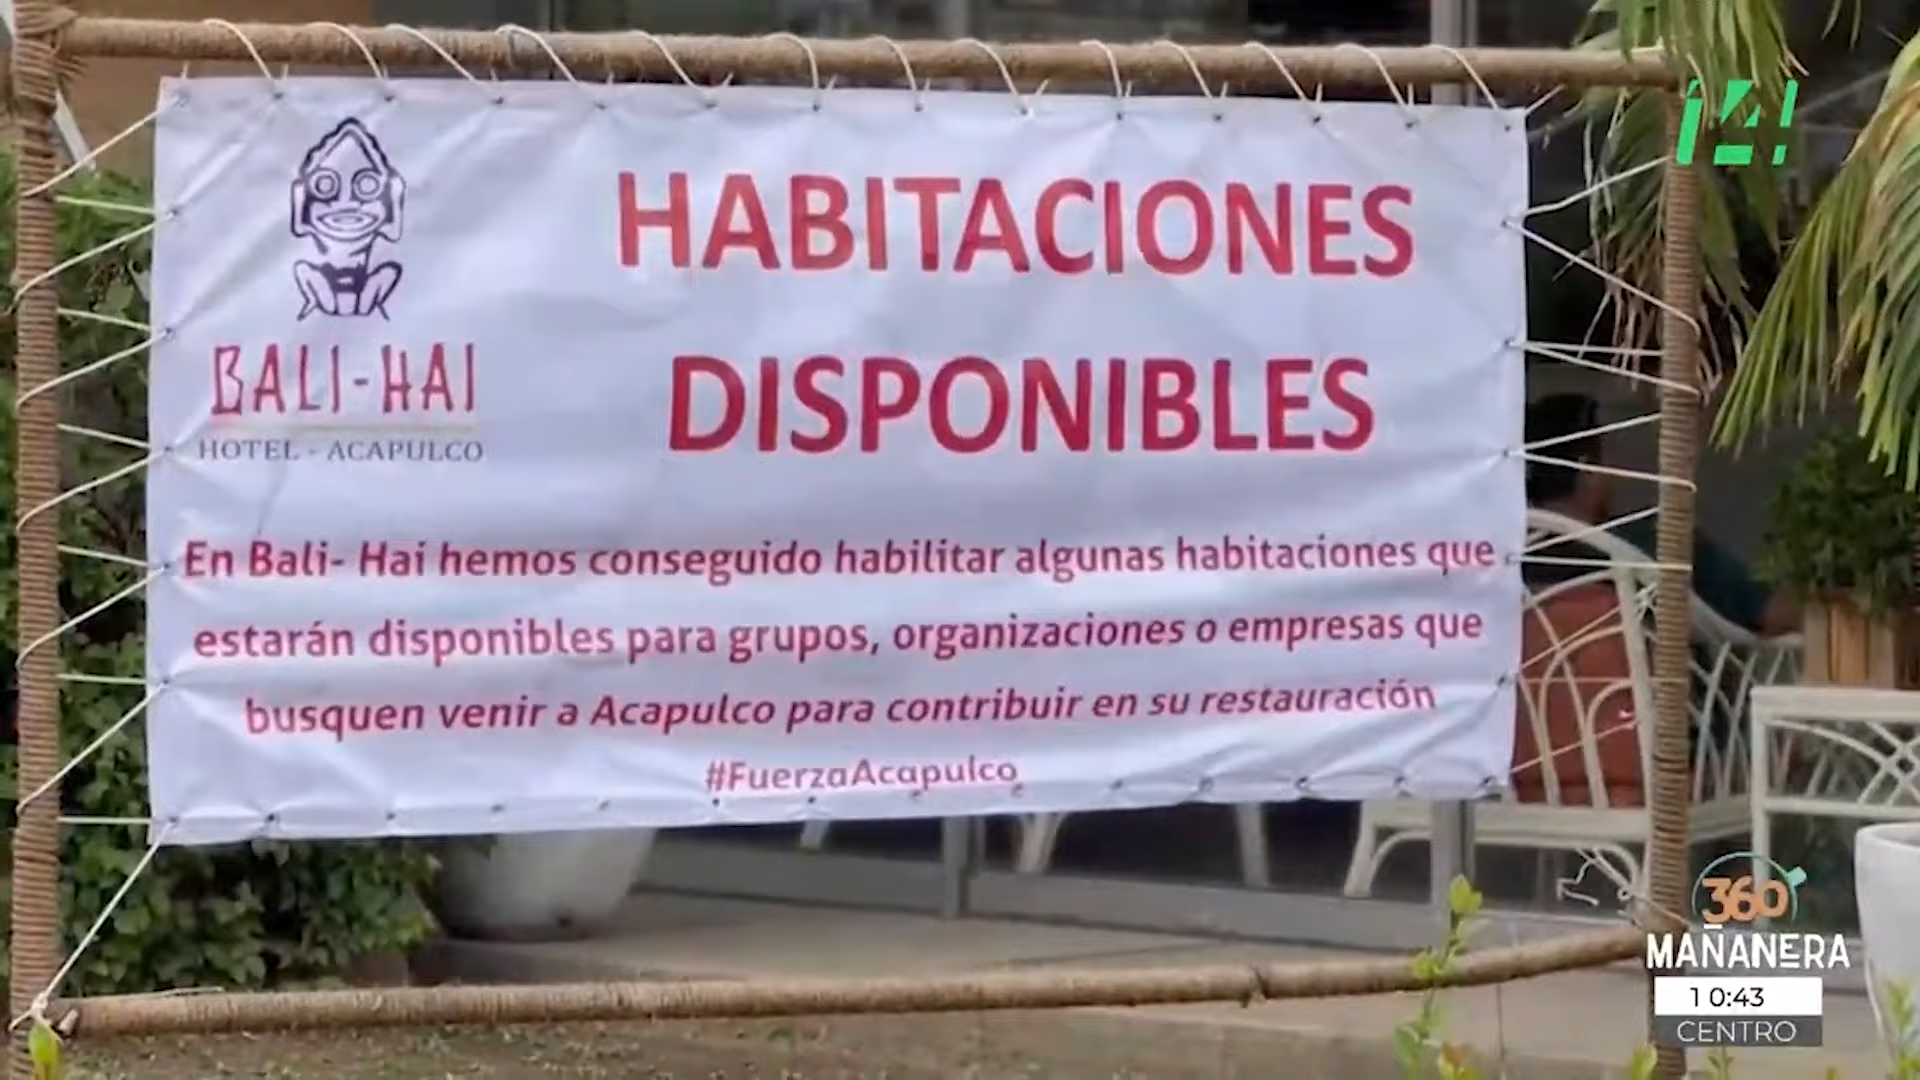 14!
HABITACIONES
DISPONIBLES
BALI-HAI
HOTEL - ACAPULCO
En Bali- Hai hemos conseguido habilitar algunas habitaciones que
estarán disponibles para grupos, organizaciones o empresas que
busquen venir a Acapulco para contribuir en su restauración
#FuerzaAcapulco
360°
MAÑANERA
10:43
CENTRO